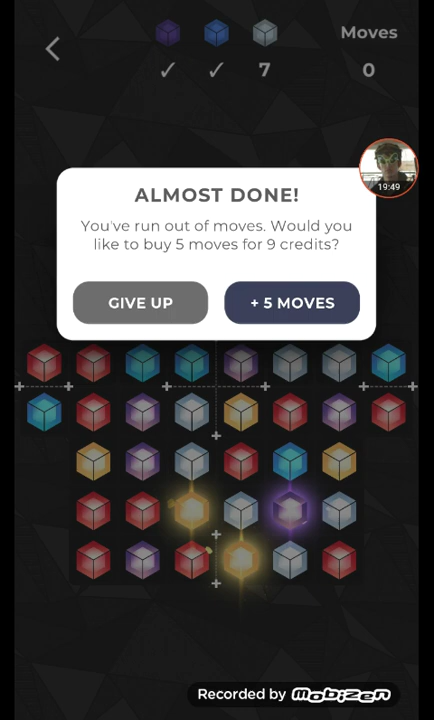 Moves
✓ ✓ 7 0
19:49
ALMOST DONE!
You've run out of moves. Would you
like to buy 5 moves for 9 credits?
GIVE UP
+ 5 MOVES
Recorded by Mobizen